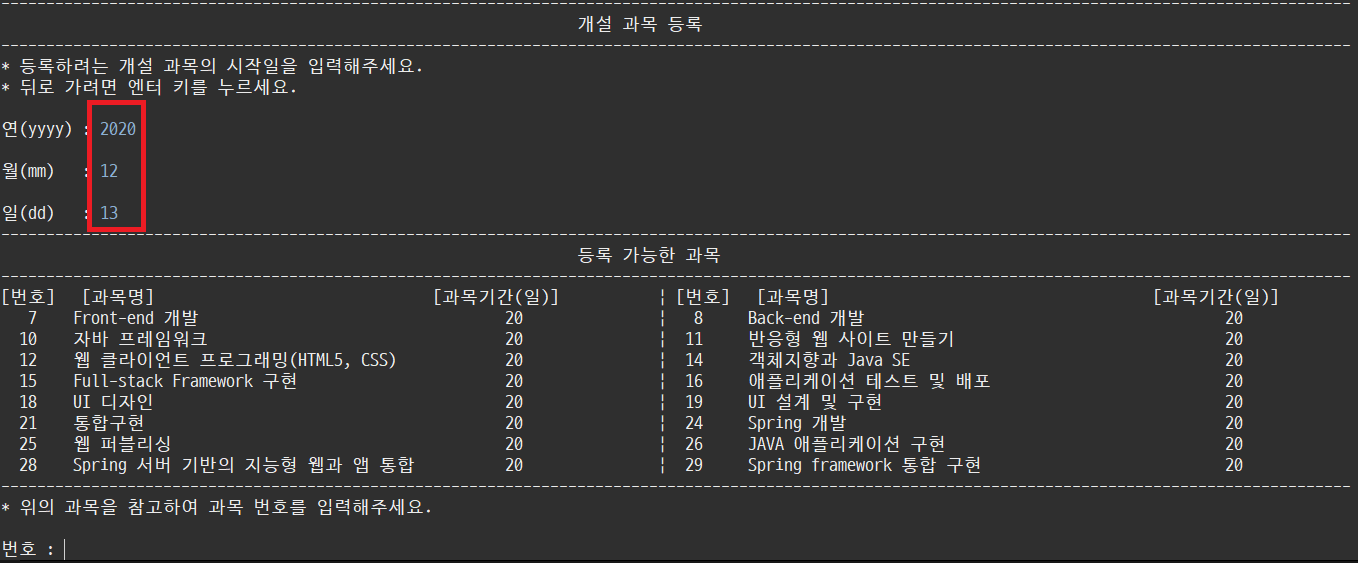 개설 과목 등록
* 등록하려는 개설 과목의 시작일을 입력해주세요.
* 뒤로 가려면 엔터 키를 누르세요.
연(yyyy) : 2020
월(mm) : 12
일(dd) : 13
등록 가능한 과목
[번호] [과목명] [과목기간(일)] ¦ [번호] [과목명] [과목기간(일)]
7 Front-end 개발 20 ¦ 8 Back-end 개발 20
10 자바 프레임워크 20 ¦ 11 반응형 웹 사이트 만들기 20
12 웹 클라이언트 프로그래밍(HTML5, CSS) 20 ¦ 14 객체지향과 Java SE 20
15 Full-stack Framework 구현 20 ¦ 16 애플리케이션 테스트 및 배포 20
18 UI 디자인 20 ¦ 19 UI 설계 및 구현 20
21 통합구현 20 ¦ 24 Spring 개발 20
25 웹 퍼블리싱 20 ¦ 26 JAVA 애플리케이션 구현 20
28 Spring 서버 기반의 지능형 웹과 앱 통합 20 ¦ 29 Spring framework 통합 구현 20
* 위의 과목을 참고하여 과목 번호를 입력해주세요.
번호 :